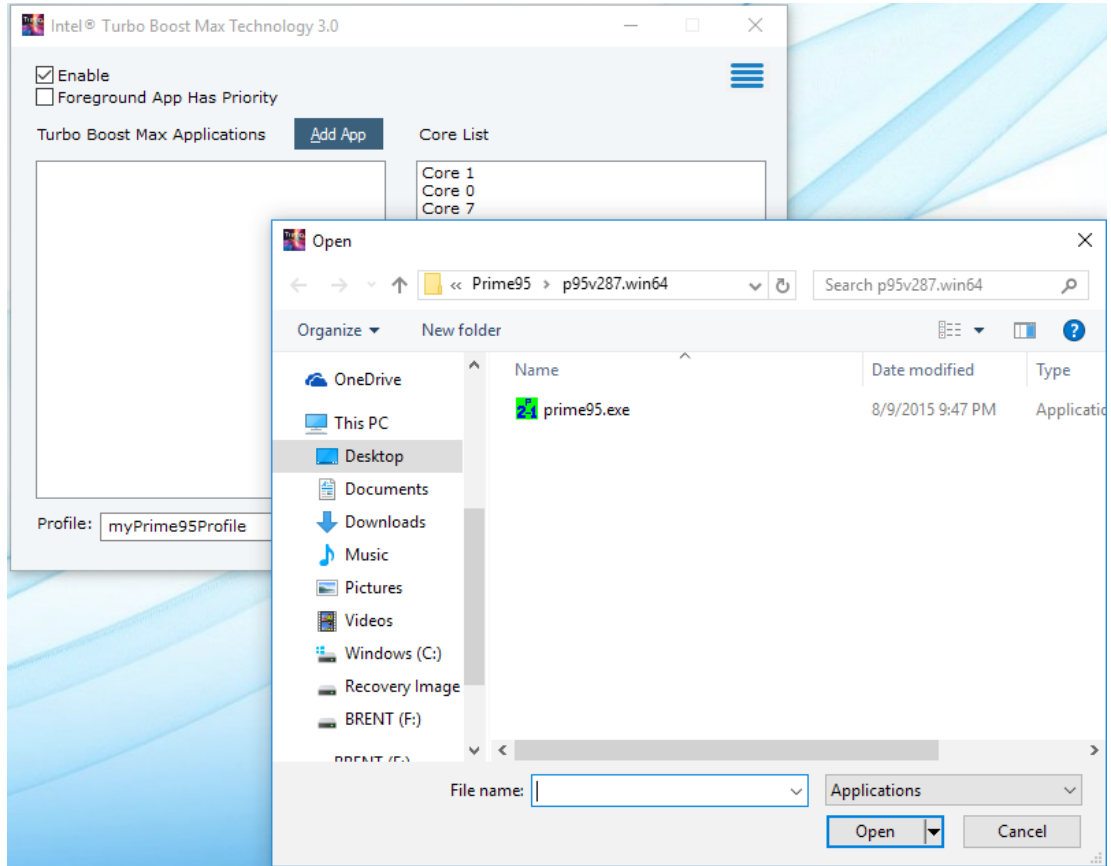 Intel® Turbo Boost Max Technology 3.0
Enable
Foreground App Has Priority
Turbo Boost Max Applications
Add App
Core List
Core 1
Core 0
Core 7
Profile:
myPrime95Profile
Open
« Prime95 › p95v287.win64
Search p95v287.win64
Organize
New folder
Name
Date modified
Type
OneDrive
This PC
Desktop
Documents
Downloads
Music
Pictures
Videos
Windows (C:)
Recovery Image
BRENT (F:)
BRENT (F:)
prime95.exe
8/9/2015 9:47 PM
Applicatic
File name:
Applications
Open
Cancel